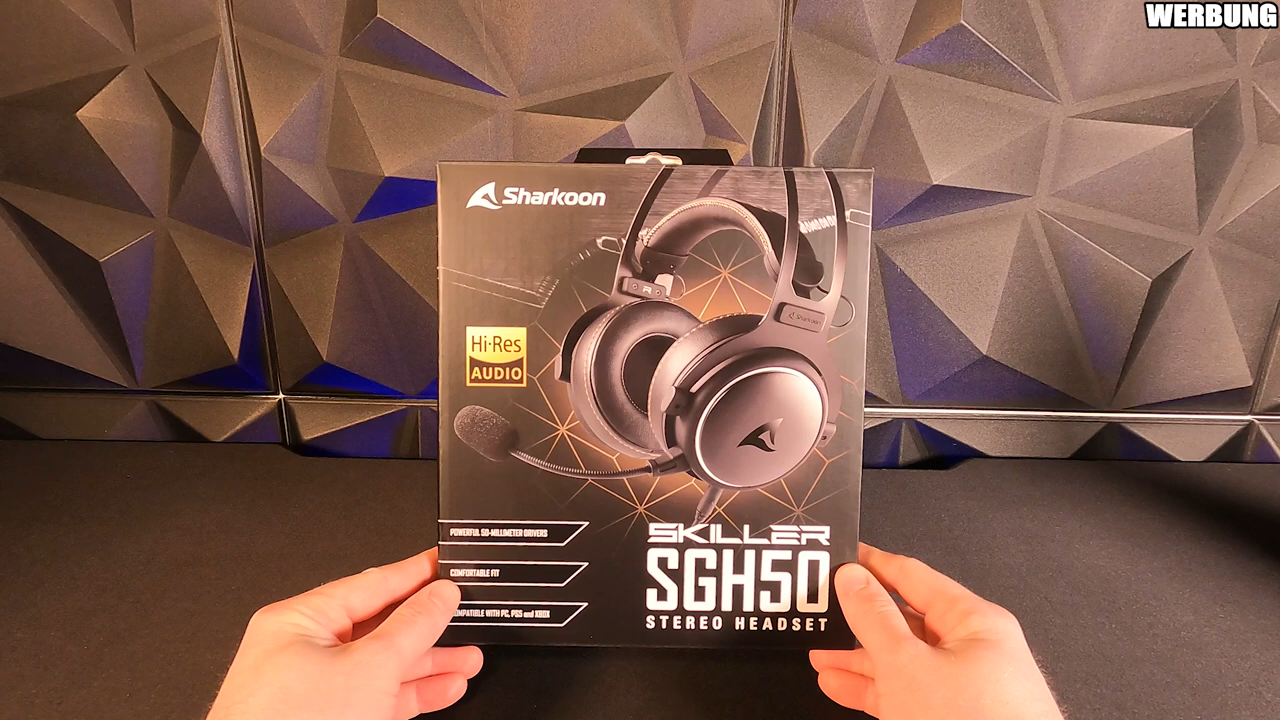 WERBUNG
Sharkoon
R
Sharkoon
Hi-Res
AUDIO
POWERFUL 50-MILLIMETER DRIVERS
COMFORTABLE FIT
COMPATIBLE WITH PC, PS5 and XBOX
SKILLER
SGH50
STEREO HEADSET